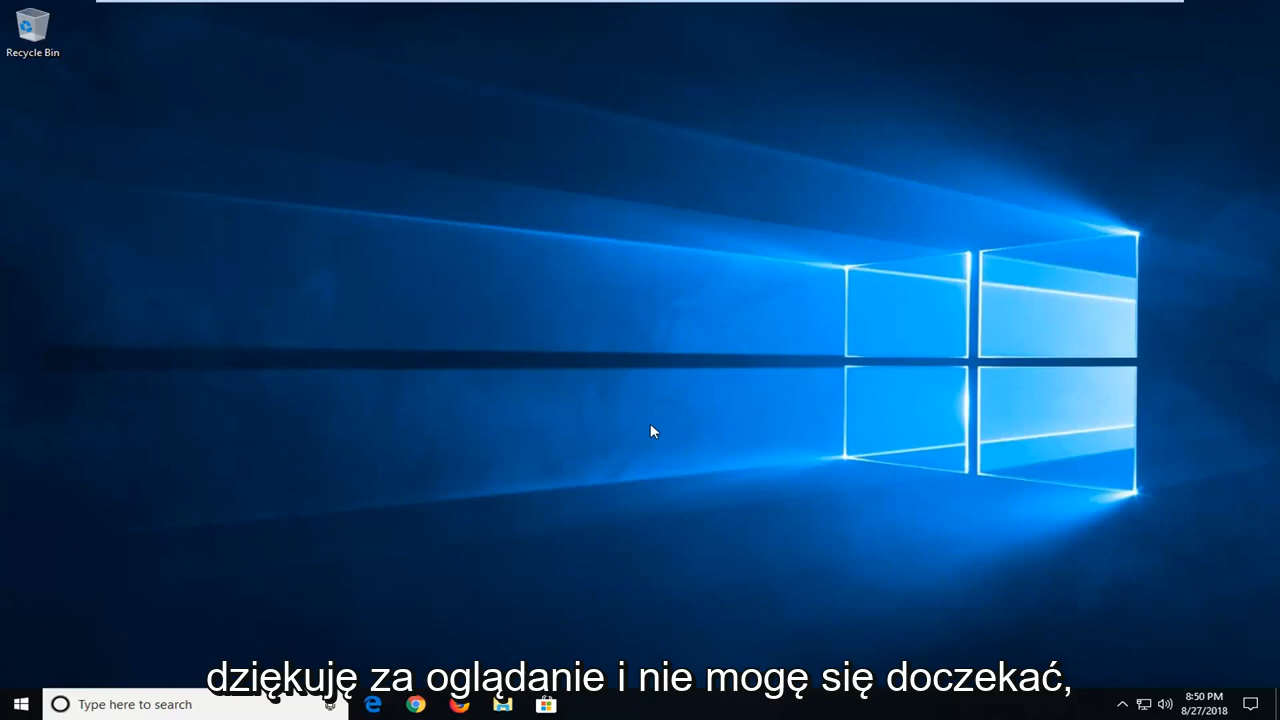 Recycle Bin
dziękuję za oglądanie i nie mogę się doczekać,
Type here to search
8:50 PM
8/27/2018